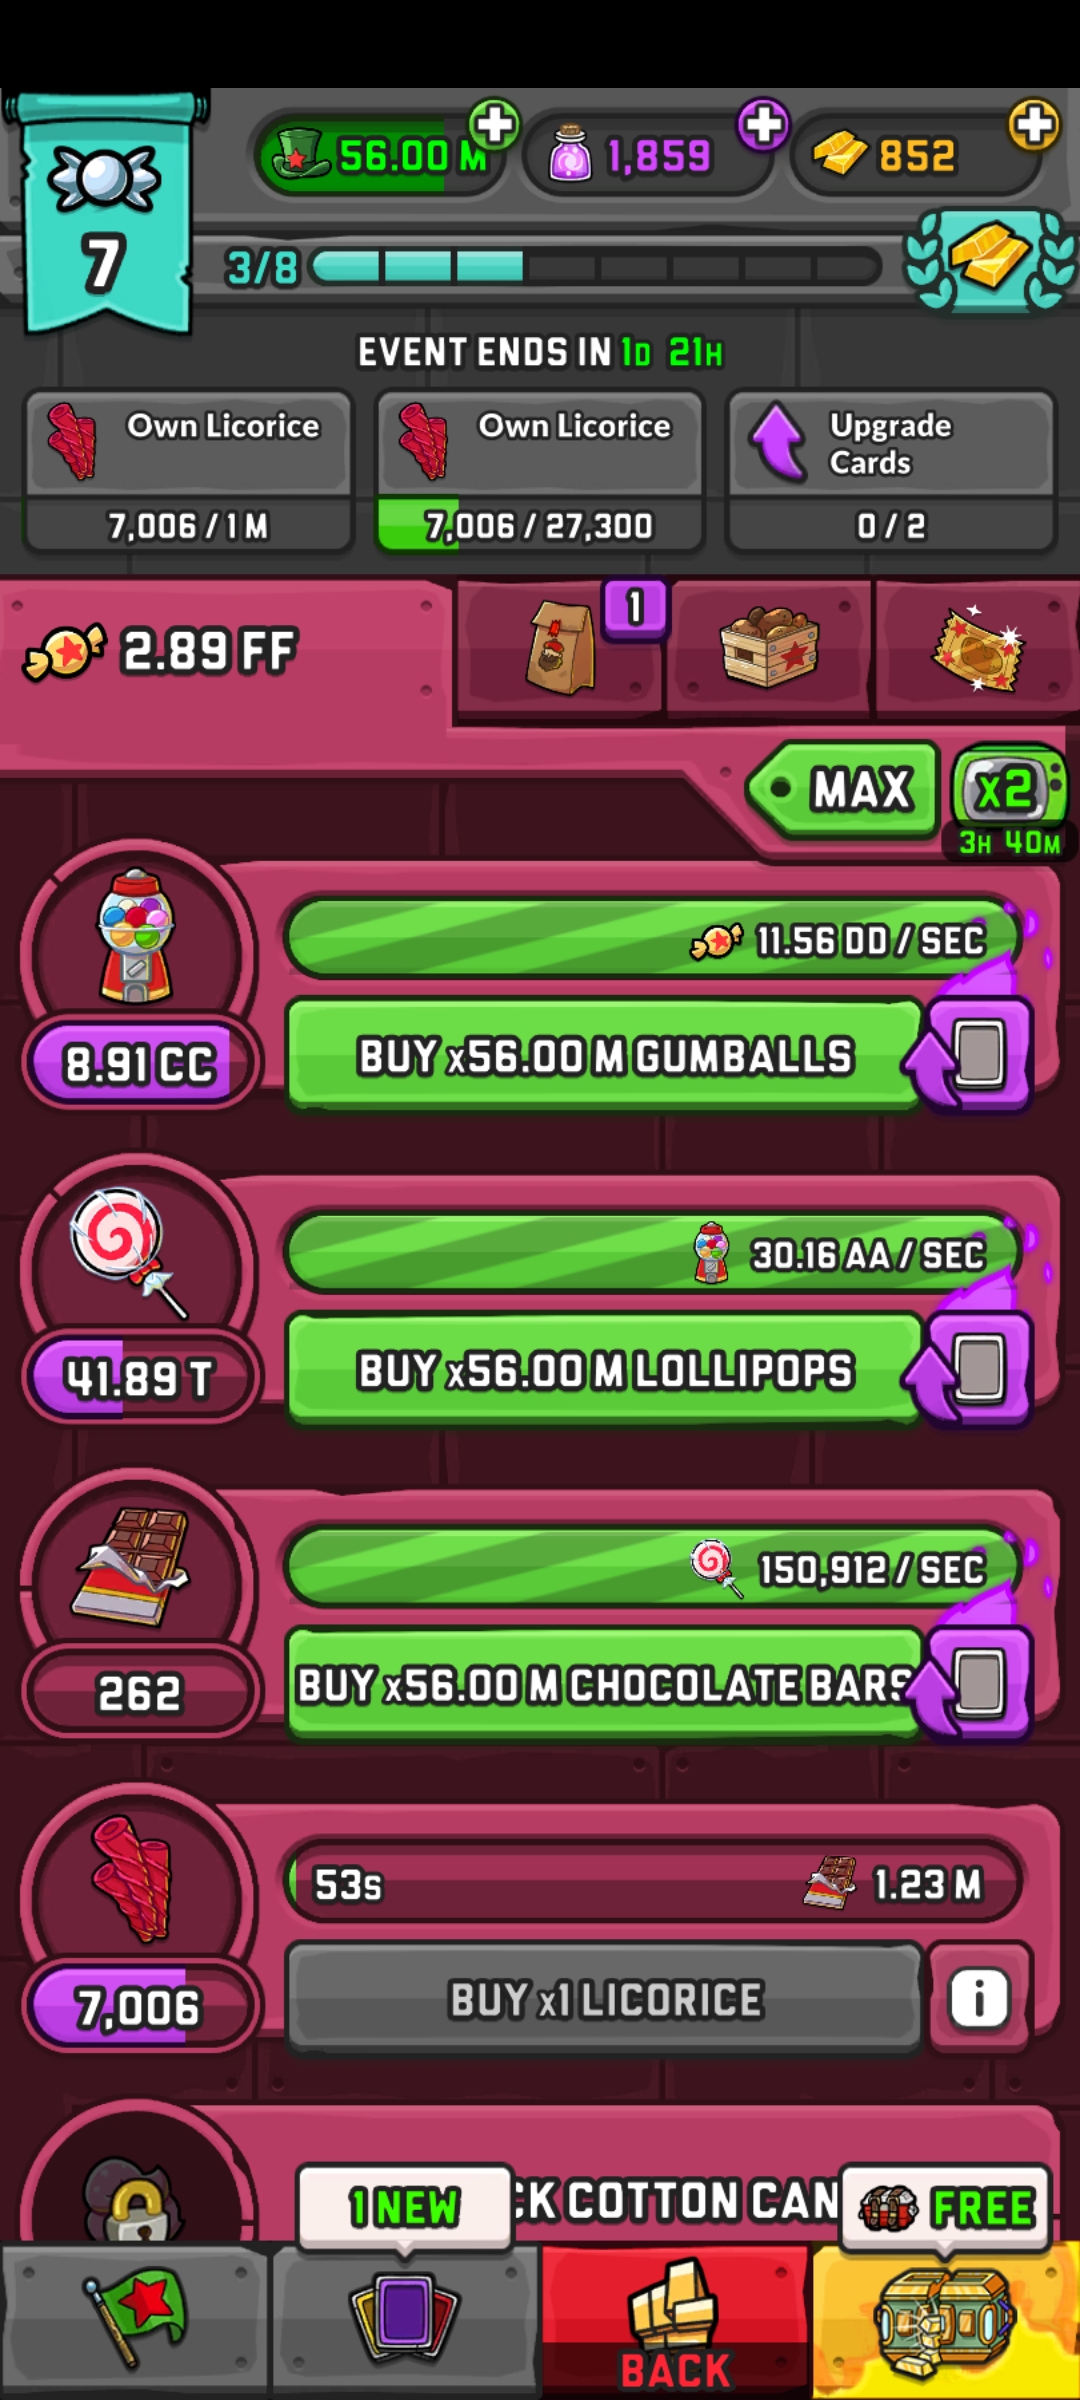 56.00 M
1,859
852
7
3/8
EVENT ENDS IN 1D 21H
Own Licorice
7,006 / 1 M
Own Licorice
7,006 / 27,300
Upgrade
Cards
0 / 2
2.89 FF
1
MAX
x2
3H 40M
11.56 DD / SEC
8.91 CC
BUY x56.00 M GUMBALLS
30.16 AA / SEC
41.89 T
BUY x56.00 M LOLLIPOPS
150,912 / SEC
262
BUY x56.00 M CHOCOLATE BARS
53s
1.23 M
7,006
BUY x1 LICORICE
i
CK COTTON CAN
1 NEW
FREE
BACK